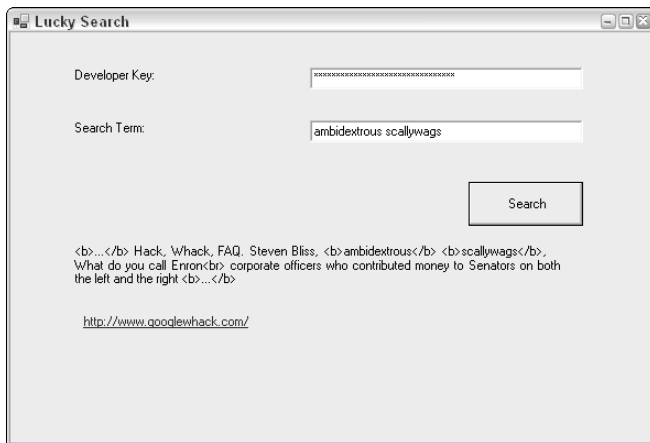 Lucky Search
Developer Key:
Search Term:
ambidextrous scallywags
Search
<b>...</b> Hack, Whack, FAQ. Steven Bliss, <b>ambidextrous</b> <b>scallywags</b>,
What do you call Enron<br> corporate officers who contributed money to Senators on both
the left and the right <b>...</b>
http://www.googlewhack.com/